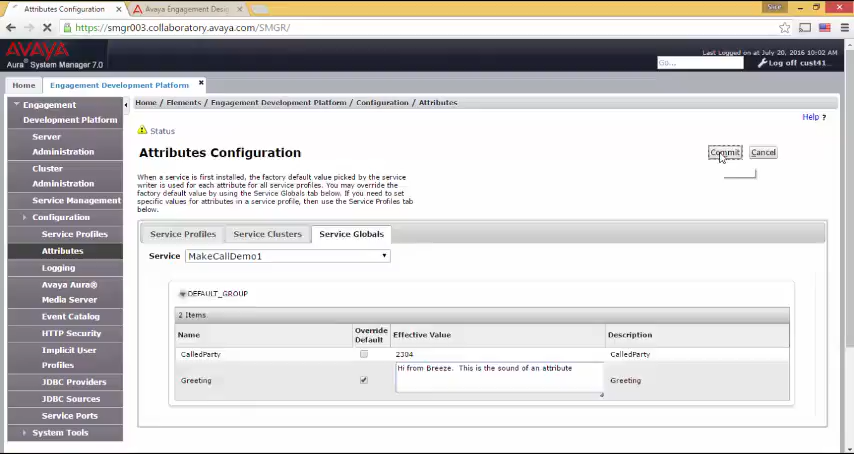 Attributes Configuration
Avaya Engagement Desig
https://smgr003.collaboratory.avaya.com/SMGR/
AVAYA
Aura® System Manager 7.0
Last Logged on at July 20, 2016 10:02 AM
Go...
Log off cust41...
Home
Engagement Development Platform
Engagement
Development Platform
Server
Administration
Cluster
Administration
Service Management
Configuration
Service Profiles
Attributes
Logging
Avaya Aura®
Media Server
Event Catalog
HTTP Security
Implicit User
Profiles
JDBC Providers
JDBC Sources
Service Ports
System Tools
Home / Elements / Engagement Development Platform / Configuration / Attributes
Help ?
Status
Attributes Configuration
Commit
Cancel
When a service is first installed, the factory default value picked by the service
writer is used for each attribute for all service profiles. You may override the
factory default value by using the Service Globals tab below. If you need to set
specific values for attributes in a service profile, then use the Service Profiles tab
below.
Service Profiles
Service Clusters
Service Globals
Service
MakeCallDemo1
DEFAULT_GROUP
2 Items
Name
Override
Default
Effective Value
Description
CalledParty
2304
CalledParty
Greeting
Hi from Breeze.  This is the sound of an attribute
Greeting